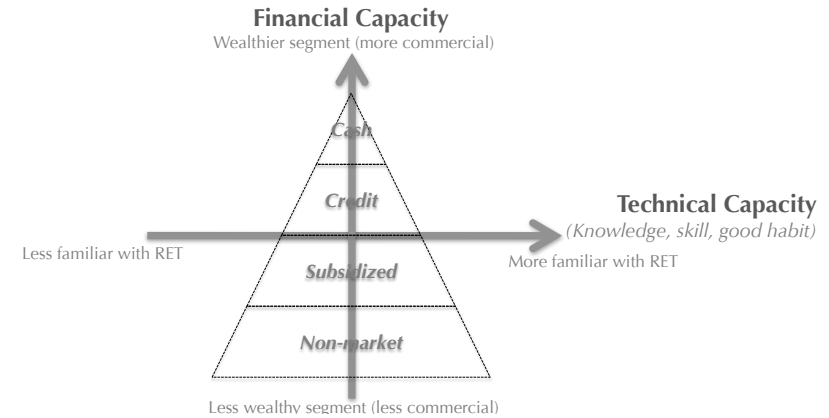 Financial Capacity
Wealthier segment (more commercial)
Cash
Credit
Technical Capacity
(Knowledge, skill, good habit)
Less familiar with RET
More familiar with RET
Subsidized
Non-market
Less wealthy segment (less commercial)